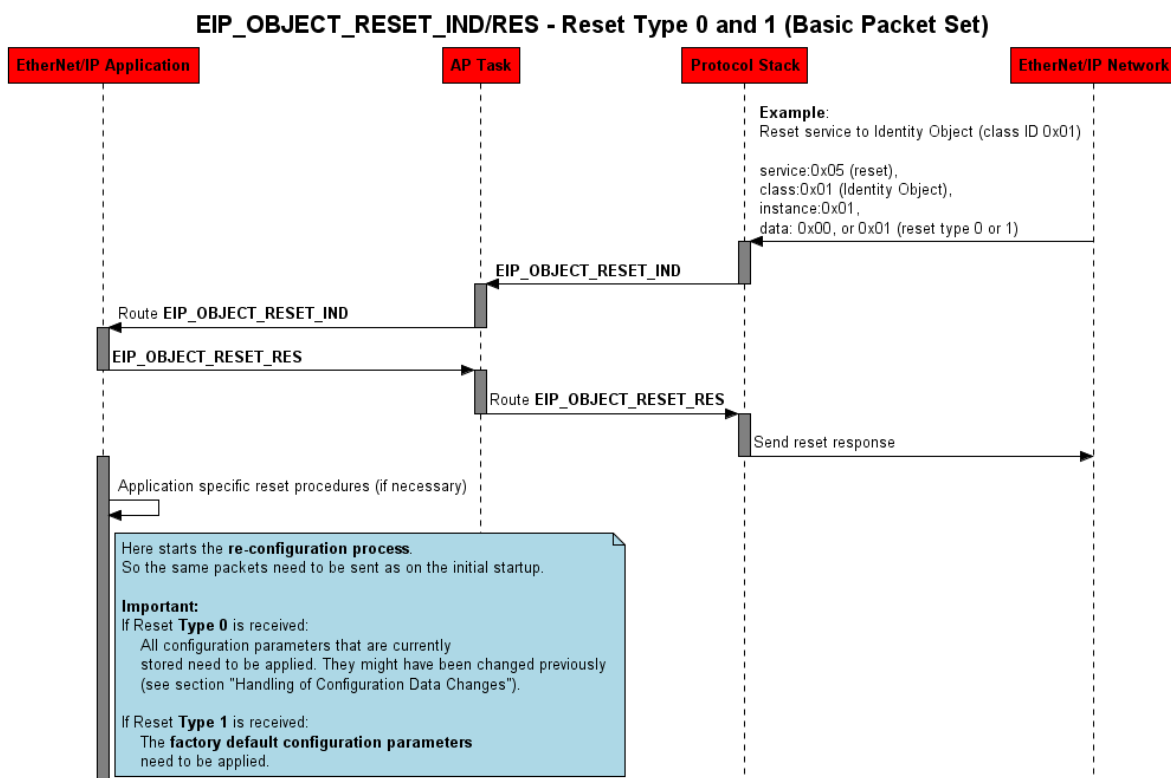 EIP_OBJECT_RESET_IND/RES - Reset Type 0 and 1 (Basic Packet Set)
EtherNet/IP Application
AP Task
Protocol Stack
EtherNet/IP Network
Example:
Reset service to Identity Object (class ID 0x01)
service:0x05 (reset),
class:0x01 (Identity Object),
instance:0x01,
data: 0x00, or 0x01 (reset type 0 or 1)
EIP_OBJECT_RESET_IND
Route EIP_OBJECT_RESET_IND
EIP_OBJECT_RESET_RES
Route EIP_OBJECT_RESET_RES
Send reset response
Application specific reset procedures (if necessary)
Here starts the re-configuration process.
So the same packets need to be sent as on the initial startup.
Important:
If Reset Type 0 is received:
All configuration parameters that are currently
stored need to be applied. They might have been changed previously
(see section "Handling of Configuration Data Changes").
If Reset Type 1 is received:
The factory default configuration parameters
need to be applied.